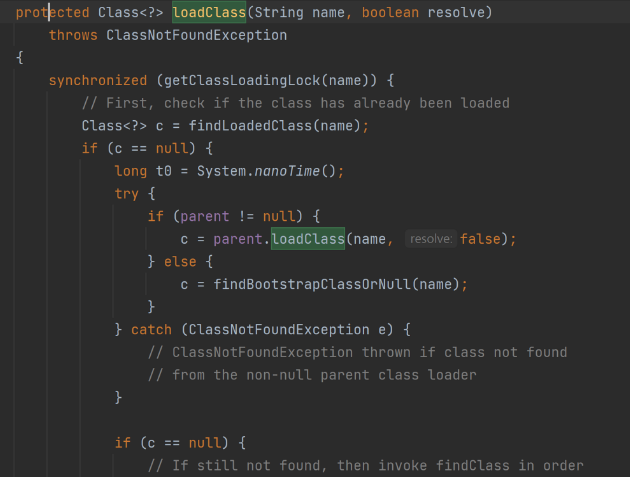 protected Class<?> loadClass(String name, boolean resolve)
    throws ClassNotFoundException
{
    synchronized (getClassLoadingLock(name)) {
        // First, check if the class has already been loaded
        Class<?> c = findLoadedClass(name);
        if (c == null) {
            long t0 = System.nanoTime();
            try {
                if (parent != null) {
                    c = parent.loadClass(name, resolve: false);
                } else {
                    c = findBootstrapClassOrNull(name);
                }
            } catch (ClassNotFoundException e) {
                // ClassNotFoundException thrown if class not found
                // from the non-null parent class loader
            }

            if (c == null) {
                // If still not found, then invoke findClass in order